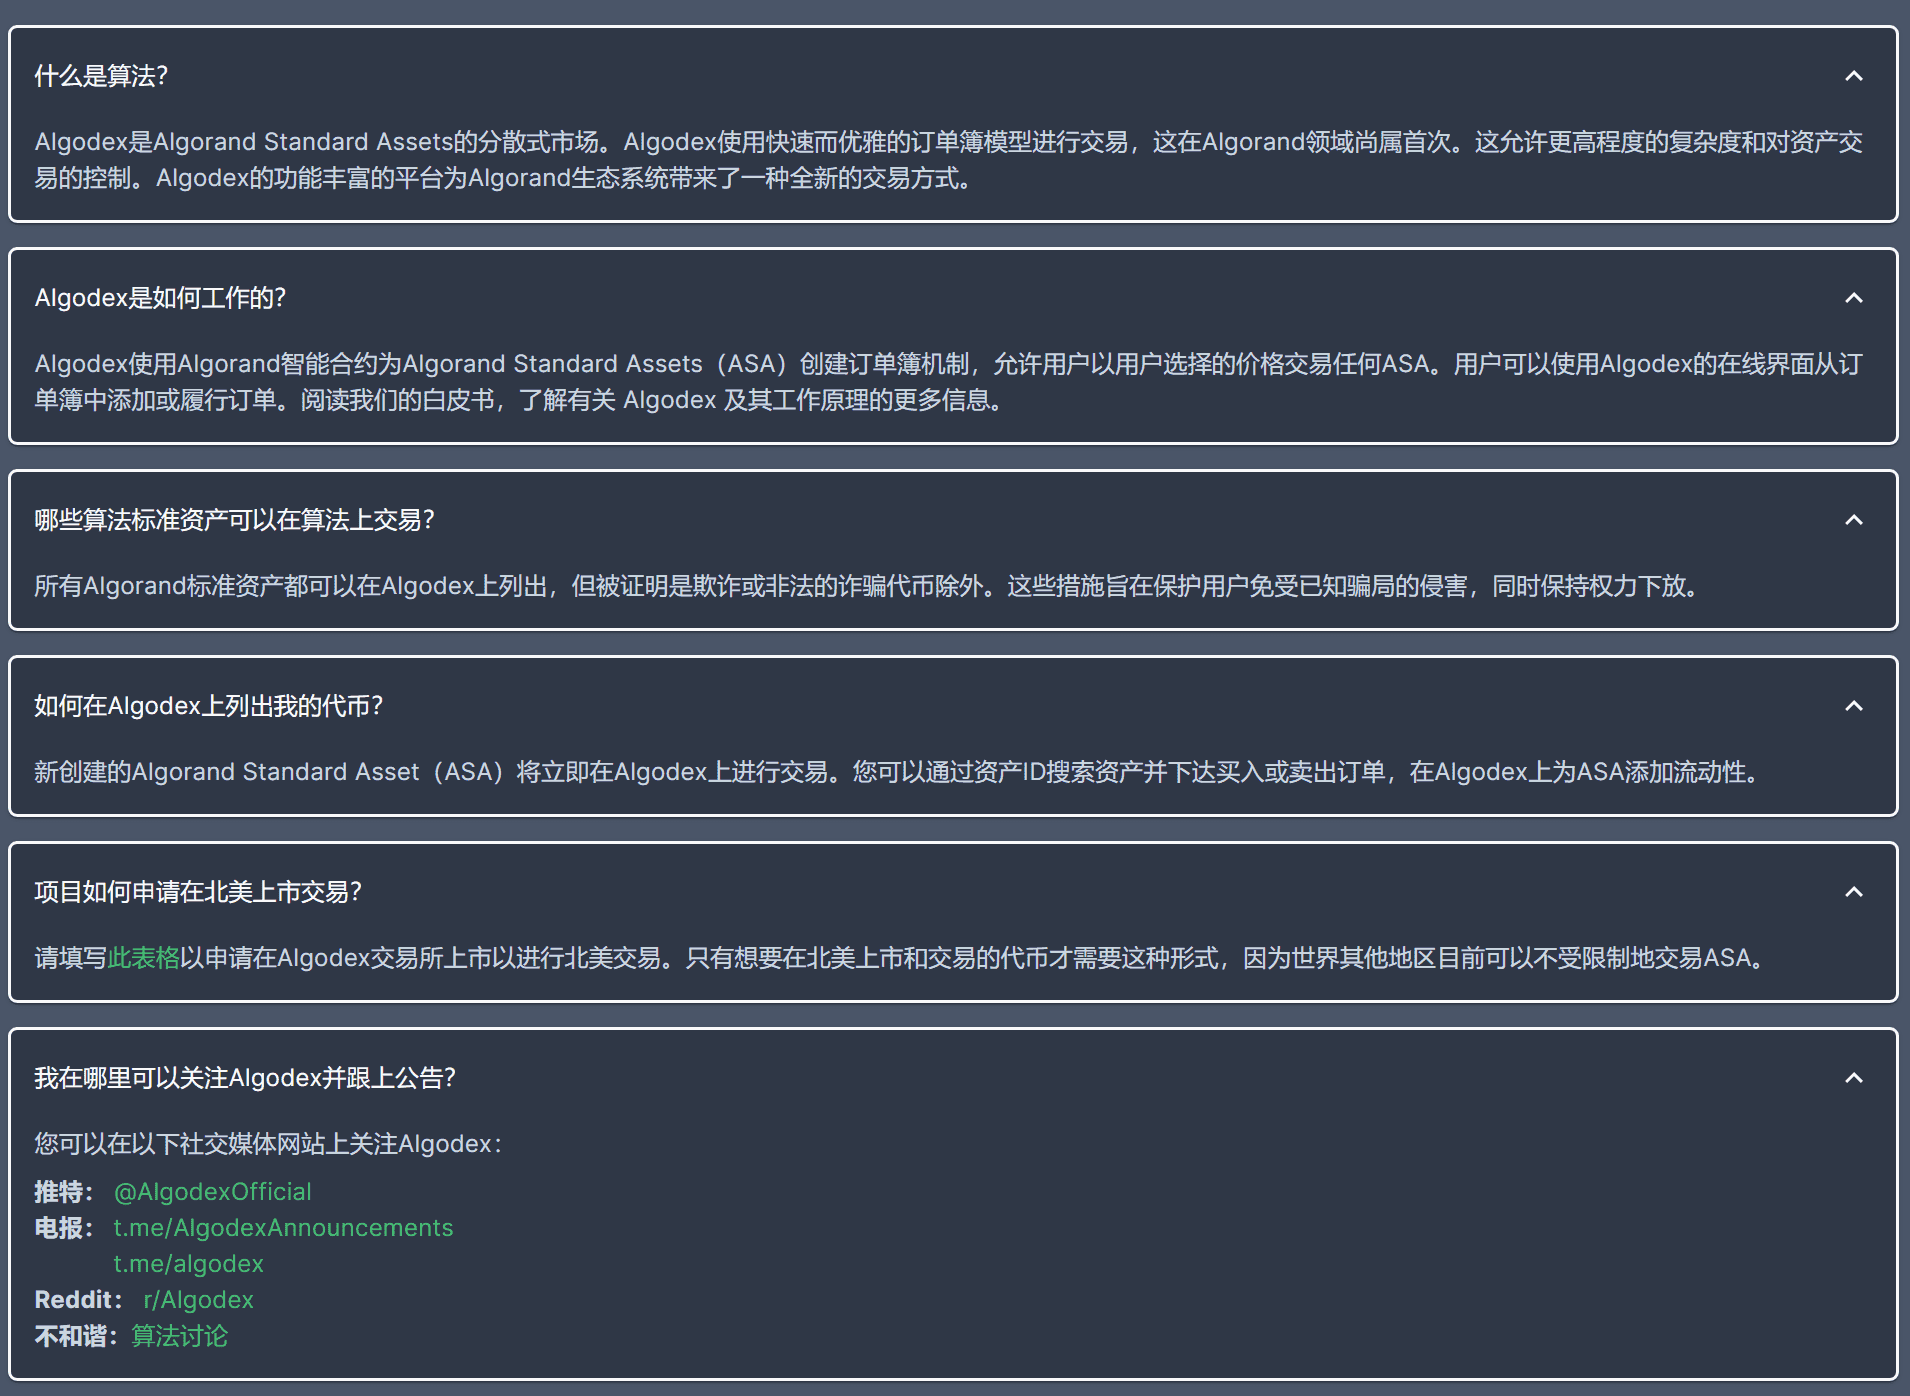 什么是算法？
Algodex是Algorand Standard Assets的分散式市场。Algodex使用快速而优雅的订单簿模型进行交易，这在Algorand领域尚属首次。这允许更高程度的复杂度和对资产交
易的控制。Algodex的功能丰富的平台为Algorand生态系统带来了一种全新的交易方式。
Algodex是如何工作的？
Algodex使用Algorand智能合约为Algorand Standard Assets（ASA）创建订单簿机制，允许用户以用户选择的价格交易任何ASA。用户可以使用Algodex的在线界面从订
单簿中添加或履行订单。阅读我们的白皮书，了解有关 Algodex 及其工作原理的更多信息。
哪些算法标准资产可以在算法上交易？
所有Algorand标准资产都可以在Algodex上列出，但被证明是欺诈或非法的诈骗代币除外。这些措施旨在保护用户免受已知骗局的侵害，同时保持权力下放。
如何在Algodex上列出我的代币？
新创建的Algorand Standard Asset（ASA）将立即在Algodex上进行交易。您可以通过资产ID搜索资产并下达买入或卖出订单，在Algodex上为ASA添加流动性。
项目如何申请在北美上市交易？
请填写此表格以申请在Algodex交易所上市以进行北美交易。只有想要在北美上市和交易的代币才需要这种形式，因为世界其他地区目前可以不受限制地交易ASA。
我在哪里可以关注Algodex并跟上公告？
您可以在以下社交媒体网站上关注Algodex：
推特： @AlgodexOfficial
电报： t.me/AlgodexAnnouncements
t.me/algodex
Reddit： r/Algodex
不和谐：算法讨论